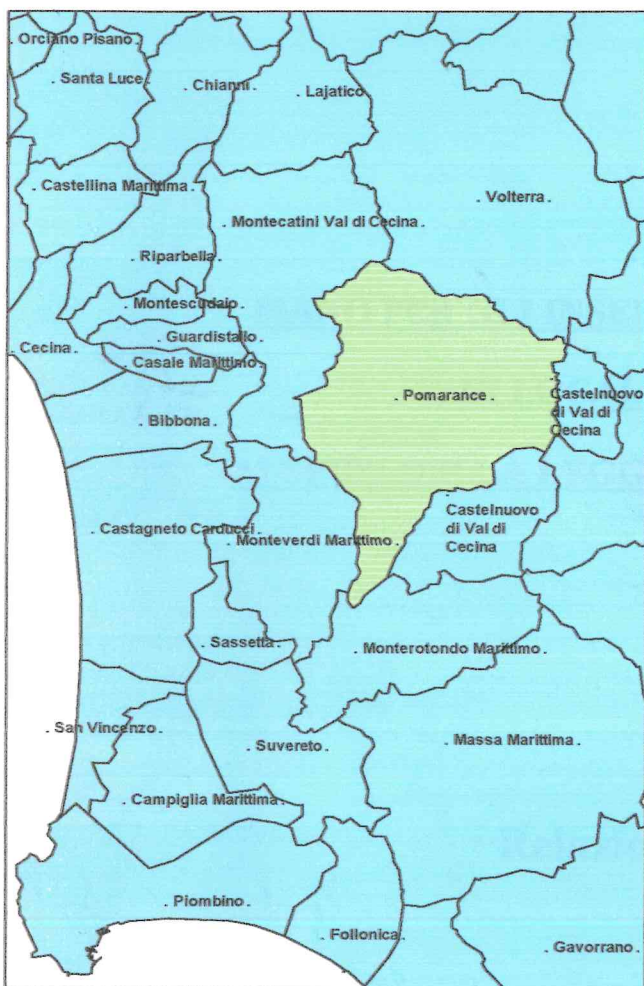 . Orciano Pisano .
. Santa Luce .
. Chianni .
. Lajatico .
. Castellina Marittima .
. Volterra .
. Montecatini Val di Cecina .
. Riparbella .
. Montescudaio .
. Guardistallo .
. Cecina .
. Casale Marittimo .
. Pomarance .
. Castelnuovo
di Val di
Cecina .
. Bibbona .
. Castelnuovo
di Val di
Cecina .
. Castagneto Carducci .
. Monteverdi Marittimo .
. Sassetta .
. Monterotondo Marittimo .
. San Vincenzo .
. Suvereto .
. Massa Marittima .
. Campiglia Marittima .
. Piombino .
. Follonica .
. Gavorrano .